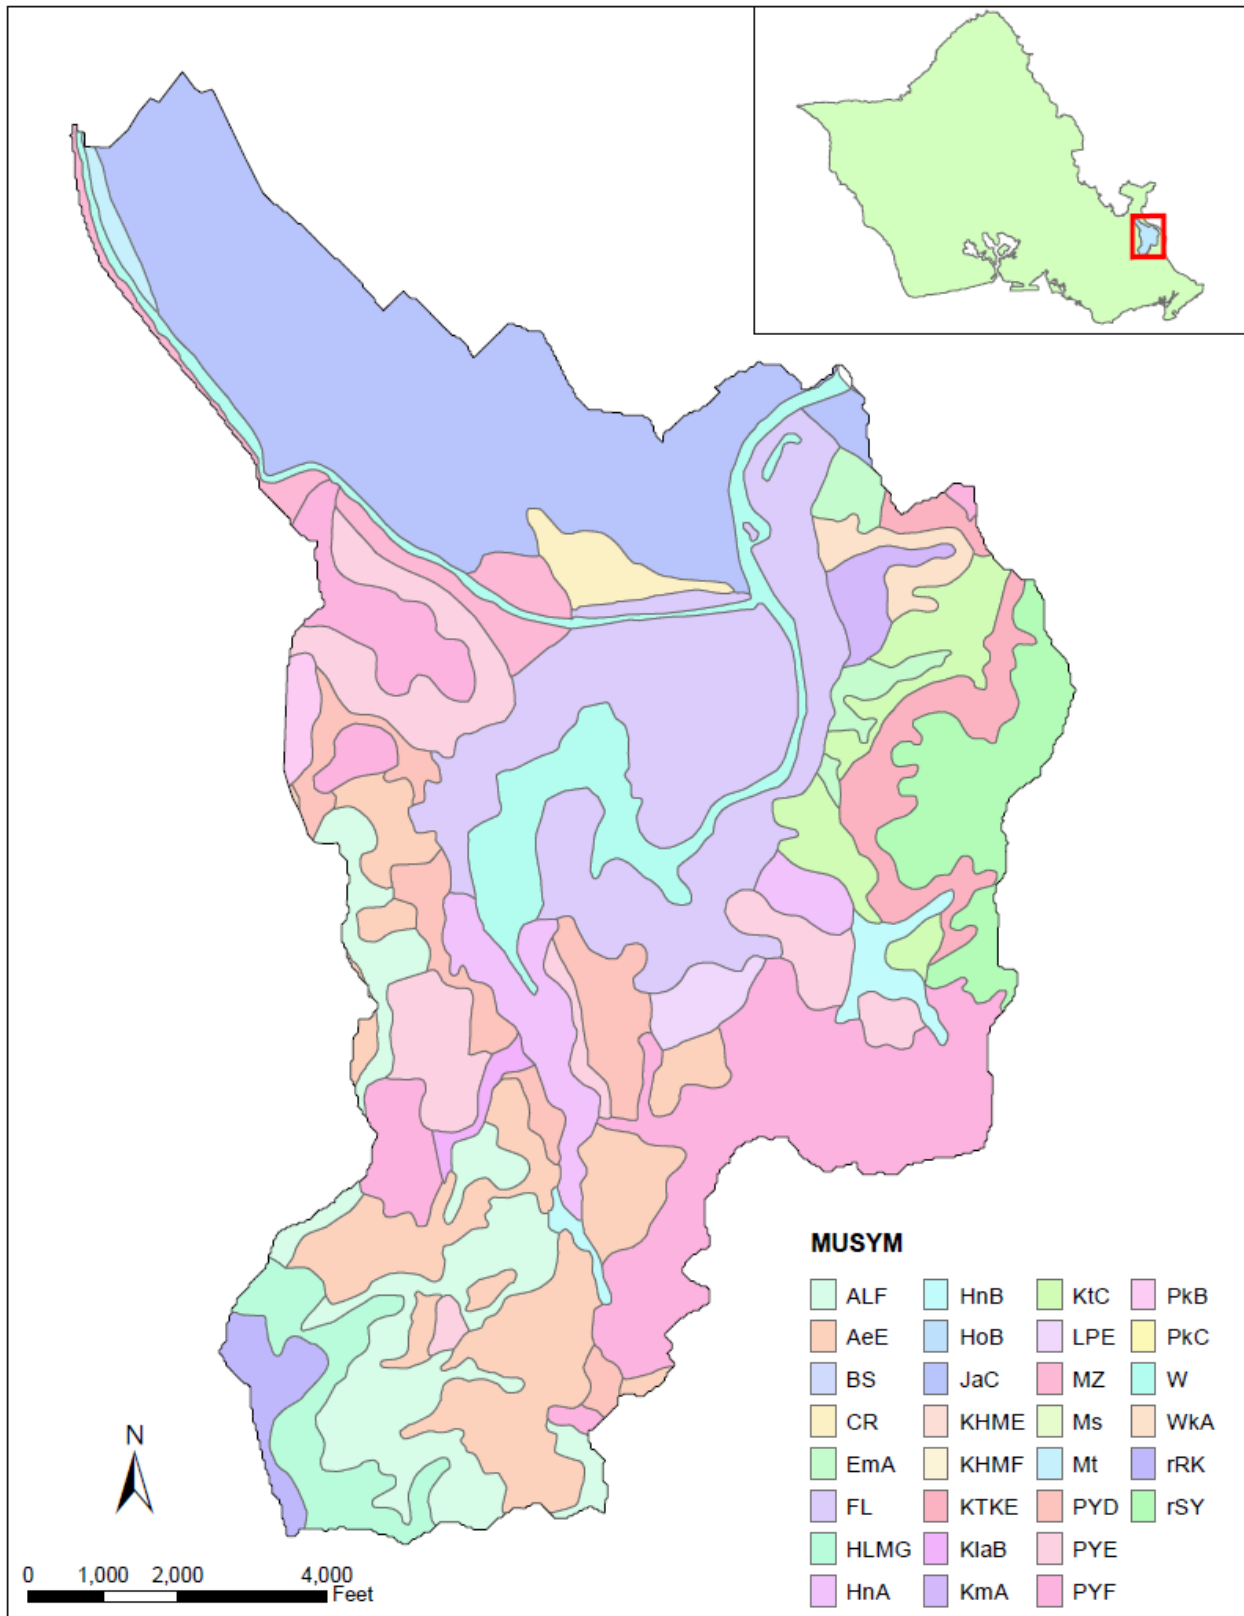 MUSYM
ALF HnB KtC PkB
AeE HoB LPE PkC
BS JaC MZ W
CR KHME Ms WkA
EmA KHMF Mt rRK
FL KTKE PYD rSY
HLMG KlaB PYE
HnA KmA PYF
N
0 1,000 2,000 4,000
Feet